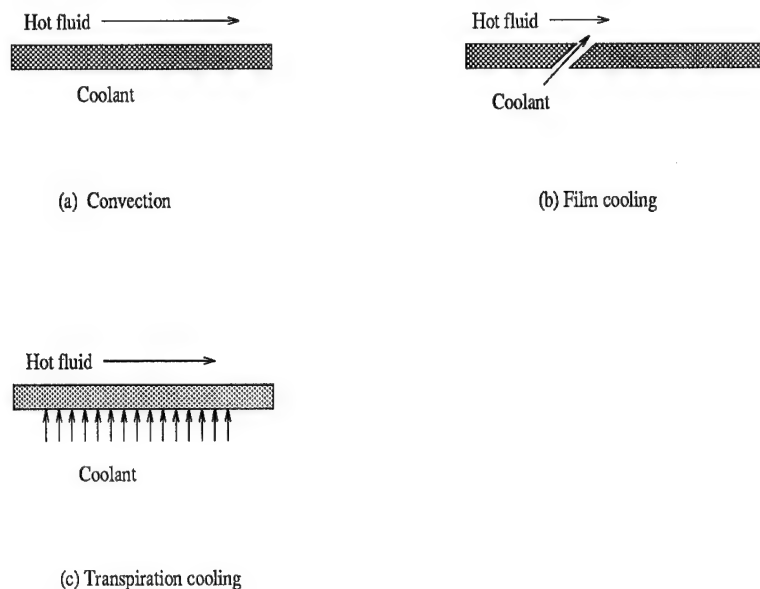 Hot fluid
Coolant
(a) Convection
Hot fluid
Coolant
(b) Film cooling
Hot fluid
Coolant
(c) Transpiration cooling